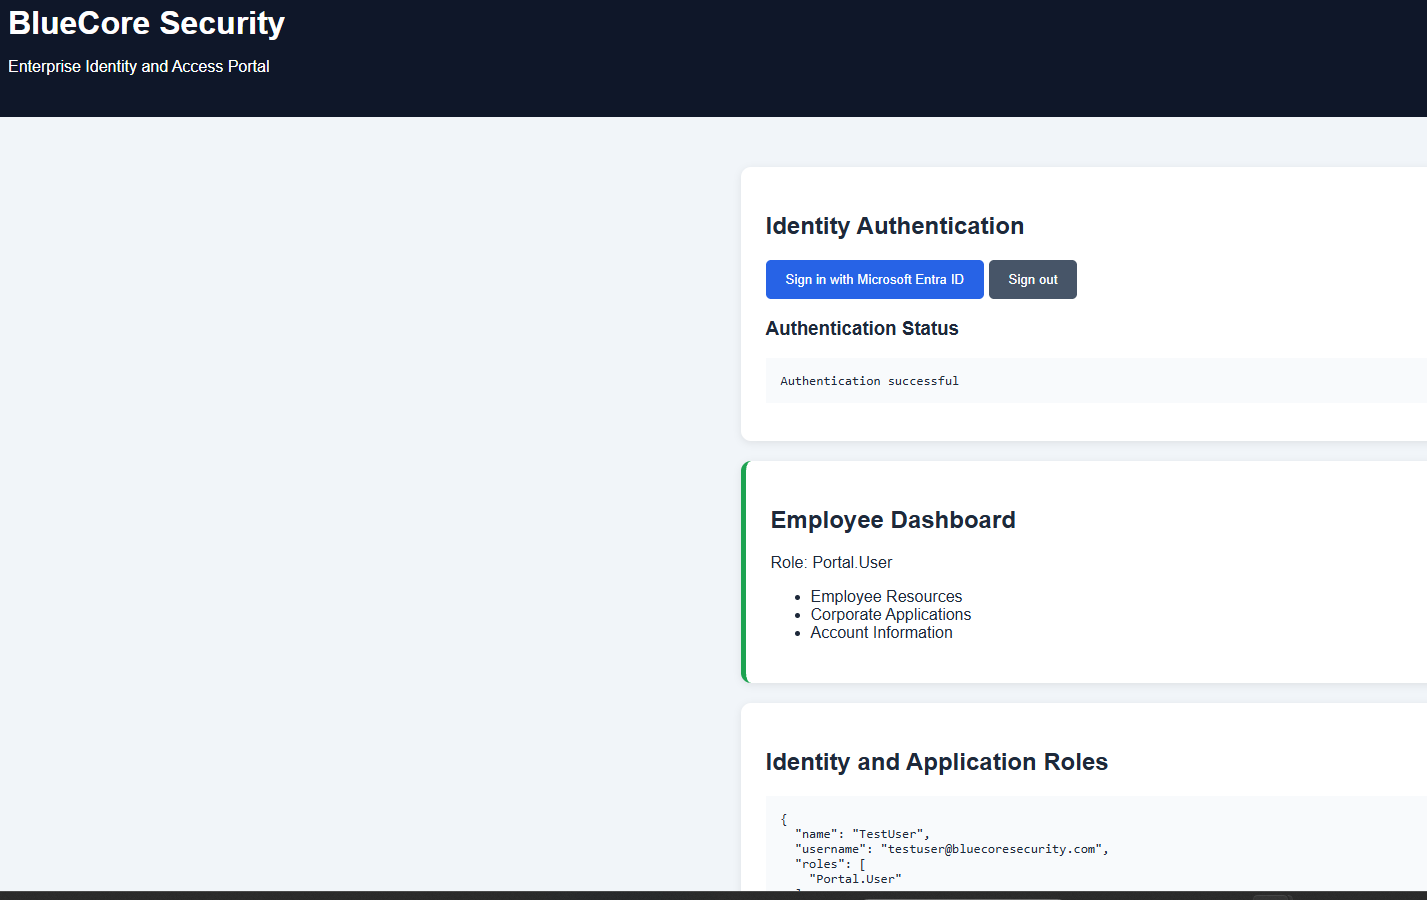 BlueCore Security
Enterprise Identity and Access Portal
Identity Authentication
Sign in with Microsoft Entra ID
Sign out
Authentication Status
Authentication successful
Employee Dashboard
Role: Portal.User
• Employee Resources
• Corporate Applications
• Account Information
Identity and Application Roles
{
  "name": "TestUser",
  "username": "testuser@bluecoresecurity.com",
  "roles": [
    "Portal.User"